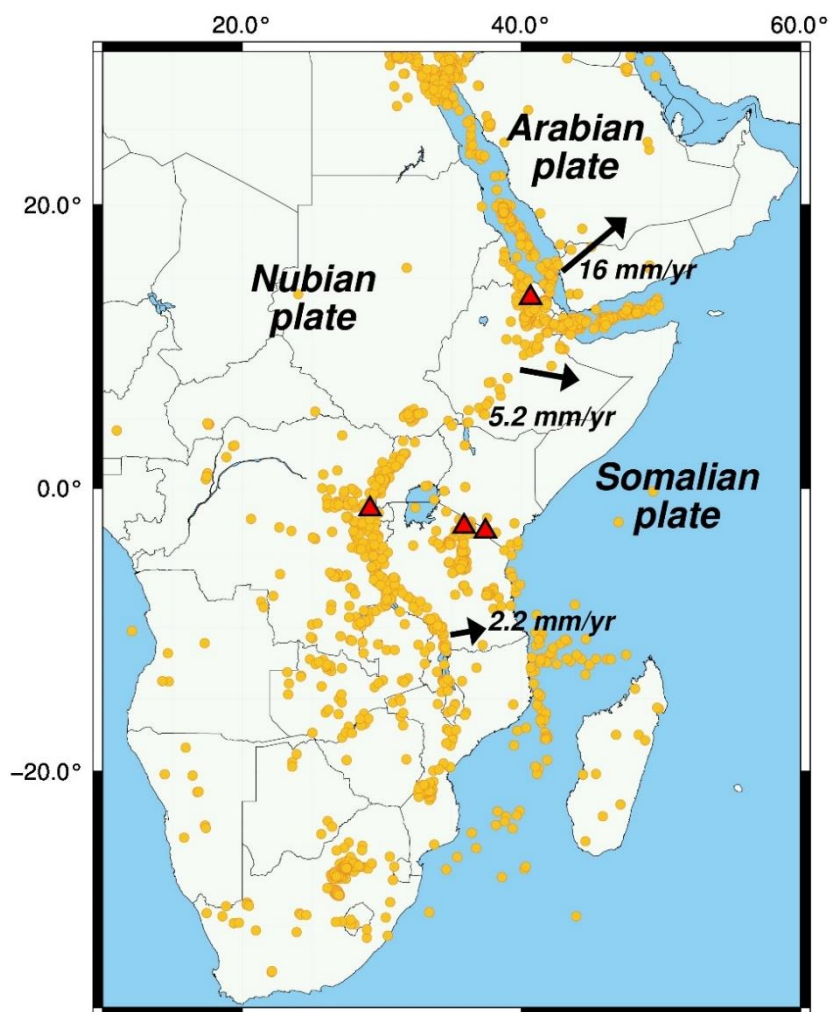 20.0°
40.0°
60.0°
Arabian
plate
20.0°
16 mm/yr
Nubian
plate
5.2 mm/yr
0.0°
Somalian
plate
2.2 mm/yr
−20.0°